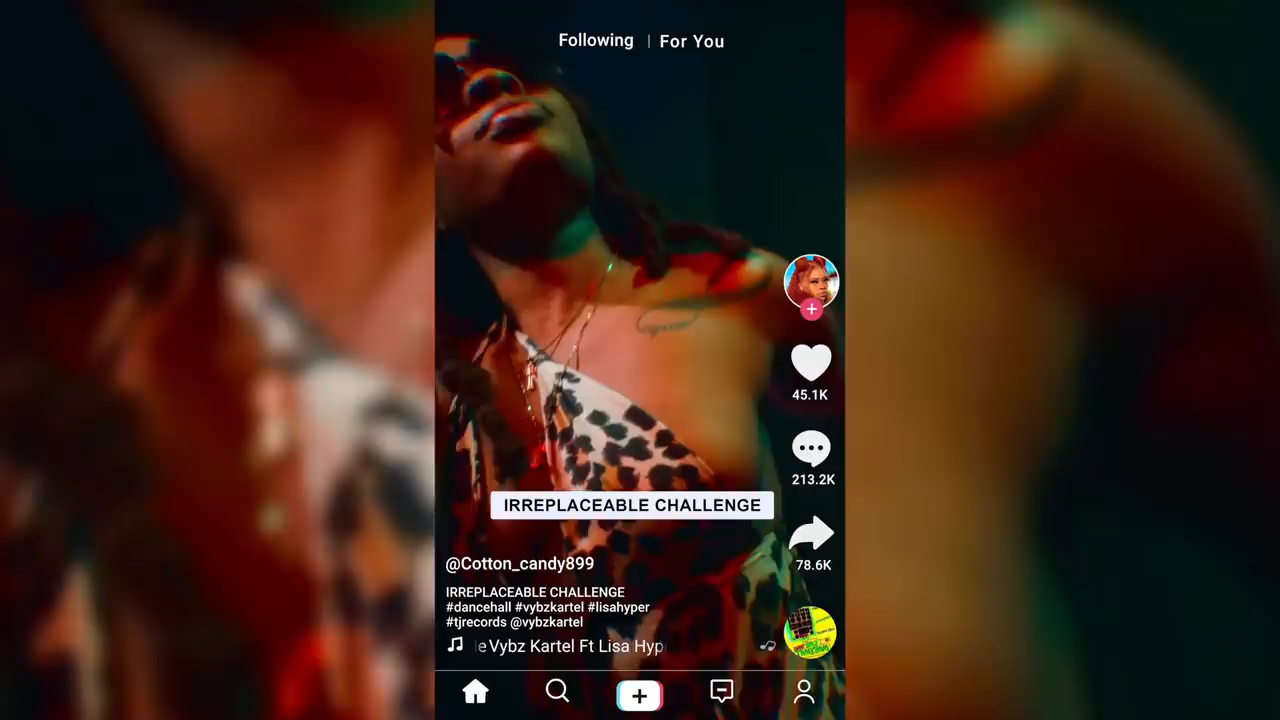 Following | For You
45.1K
213.2K
IRREPLACEABLE CHALLENGE
78.6K
@Cotton_candy899
IRREPLACEABLE CHALLENGE
#dancehall #vybzkartel #lisahyper
#tjrecords @vybzkartel
e Vybz Kartel Ft Lisa Hyp